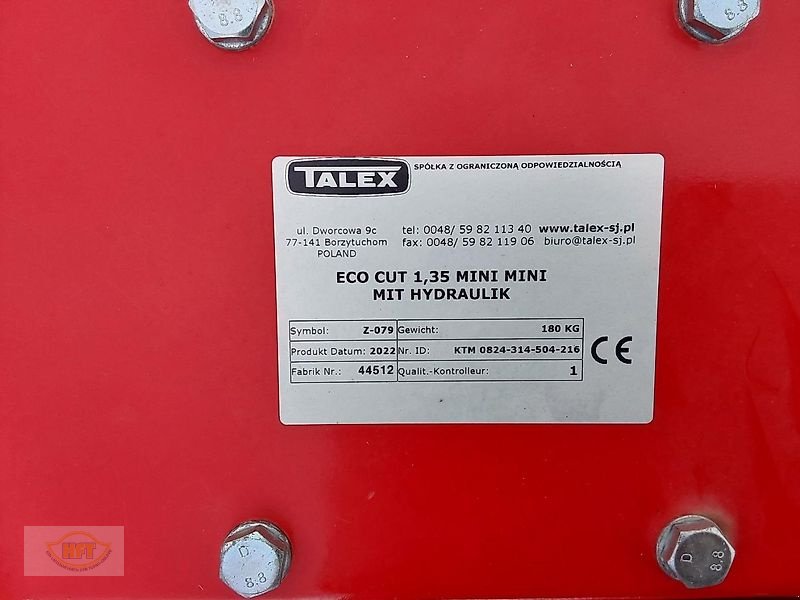 8.8
8.8
TALEX
SPÓŁKA Z OGRANICZONĄ ODPOWIEDZIALNOŚCIĄ
ul. Dworcowa 9c
77-141 Borzytuchom
POLAND
tel: 0048/ 59 82 113 40 www.talex-sj.pl
fax: 0048/ 59 82 119 06 biuro@talex-sj.pl
ECO CUT 1,35 MINI MINI
MIT HYDRAULIK
Symbol: Z-079 Gewicht: 180 KG
Produkt Datum: 2022 Nr. ID: KTM 0824-314-504-216
Fabrik Nr.: 44512 Qualit.-Kontrolleur: 1
CE
HFT
D
8.8
D
8.8